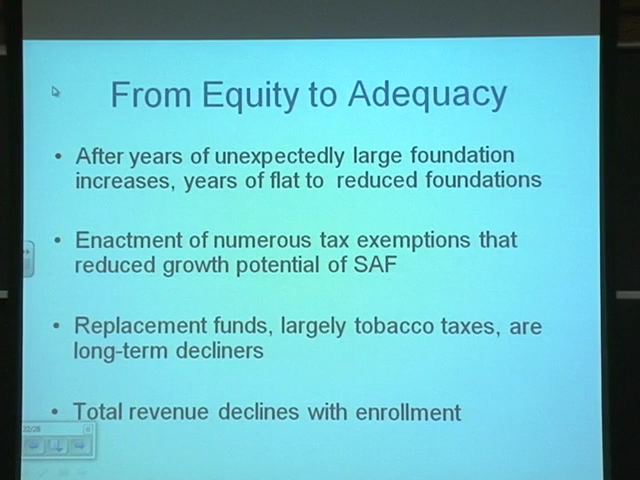 From Equity to Adequacy
• After years of unexpectedly large foundation
increases, years of flat to reduced foundations
• Enactment of numerous tax exemptions that
reduced growth potential of SAF
• Replacement funds, largely tobacco taxes, are
long-term decliners
• Total revenue declines with enrollment
22/28